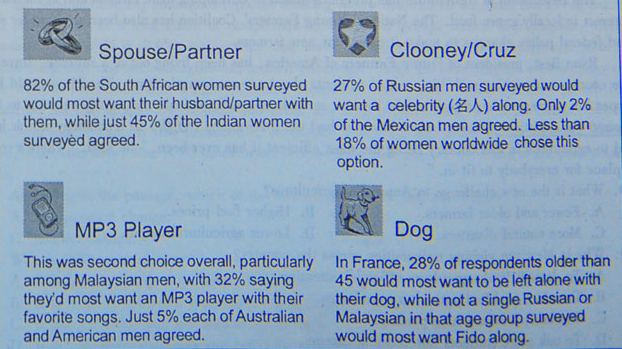 Spouse/Partner
82% of the South African women surveyed
would most want their husband/partner with
them, while just 45% of the Indian women
surveyed agreed.
Clooney/Cruz
27% of Russian men surveyed would
want a celebrity (名人) along. Only 2%
of the Mexican men agreed. Less than
18% of women worldwide chose this
option.
MP3 Player
This was second choice overall, particularly
among Malaysian men, with 32% saying
they'd most want an MP3 player with their
favorite songs. Just 5% each of Australian
and American men agreed.
Dog
In France, 28% of respondents older than
45 would most want to be left alone with
their dog, while not a single Russian or
Malaysian in that age group surveyed
would most want Fido along.